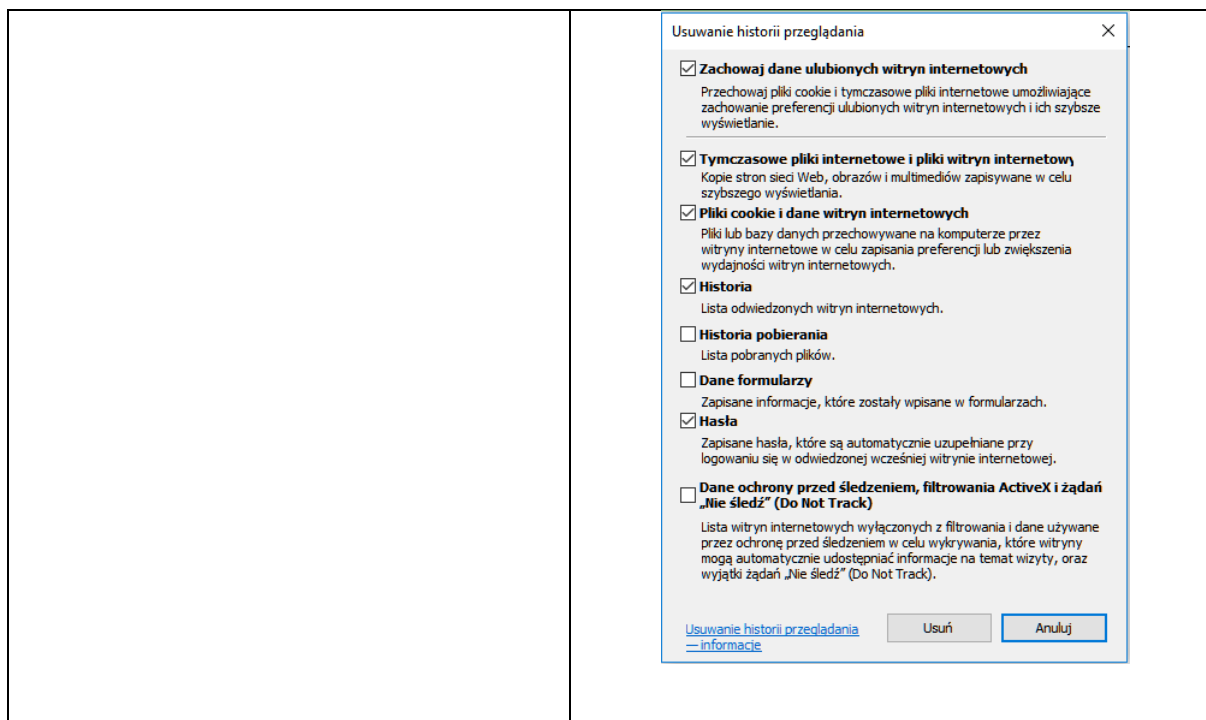 Usuwanie historii przeglądania
Zachowaj dane ulubionych witryn internetowych
Przechowaj pliki cookie i tymczasowe pliki internetowe umożliwiające
zachowanie preferencji ulubionych witryn internetowych i ich szybsze
wyświetlanie.
Tymczasowe pliki internetowe i pliki witryn internetowy
Kopie stron sieci Web, obrazów i multimediów zapisywane w celu
szybszego wyświetlania.
Pliki cookie i dane witryn internetowych
Pliki lub bazy danych przechowywane na komputerze przez
witryny internetowe w celu zapisania preferencji lub zwiększenia
wydajności witryn internetowych.
Historia
Lista odwiedzonych witryn internetowych.
Historia pobierania
Lista pobranych plików.
Dane formularzy
Zapisane informacje, które zostały wpisane w formularzach.
Hasła
Zapisane hasła, które są automatycznie uzupełniane przy
logowaniu się w odwiedzonej wcześniej witrynie internetowej.
Dane ochrony przed śledzeniem, filtrowania ActiveX i żądań
„Nie śledź” (Do Not Track)
Lista witryn internetowych wyłączonych z filtrowania i dane używane
przez ochronę przed śledzeniem w celu wykrywania, które witryny
mogą automatycznie udostępniać informacje na temat wizyty, oraz
wyjątki żądań „Nie śledź” (Do Not Track).
Usuwanie historii przeglądania
— informacje
Usuń
Anuluj